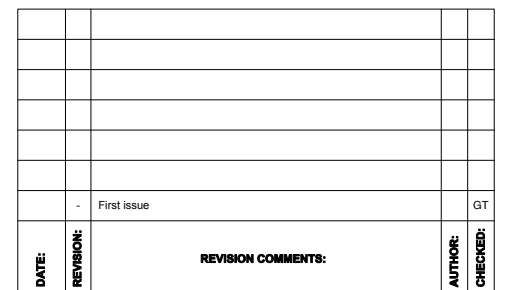 - First issue GT
DATE: REVISION: REVISION COMMENTS: AUTHOR: CHECKED: